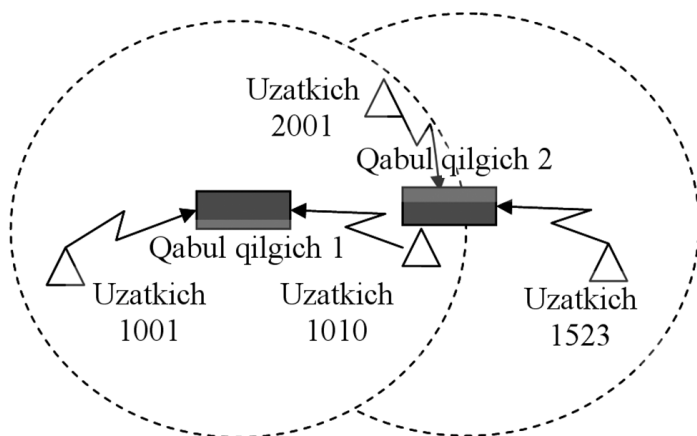 Uzatkich
2001
Qabul qilgich 2
Qabul qilgich 1
Uzatkich
1001
Uzatkich
1010
Uzatkich
1523